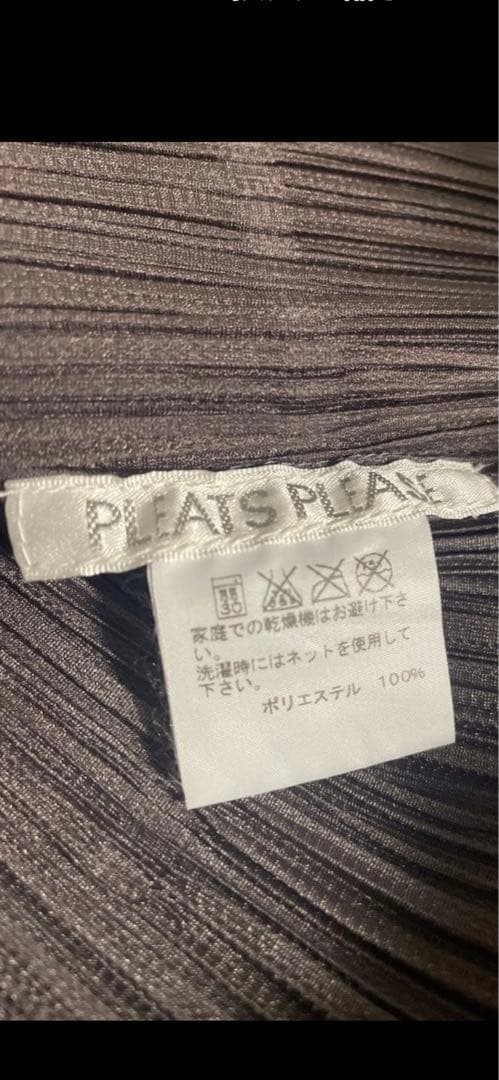 PLEATS PLEASE
家庭での乾燥機はお避け下さ
い。
洗濯時にはネットを使用して
下さい。
ポリエステル 100%